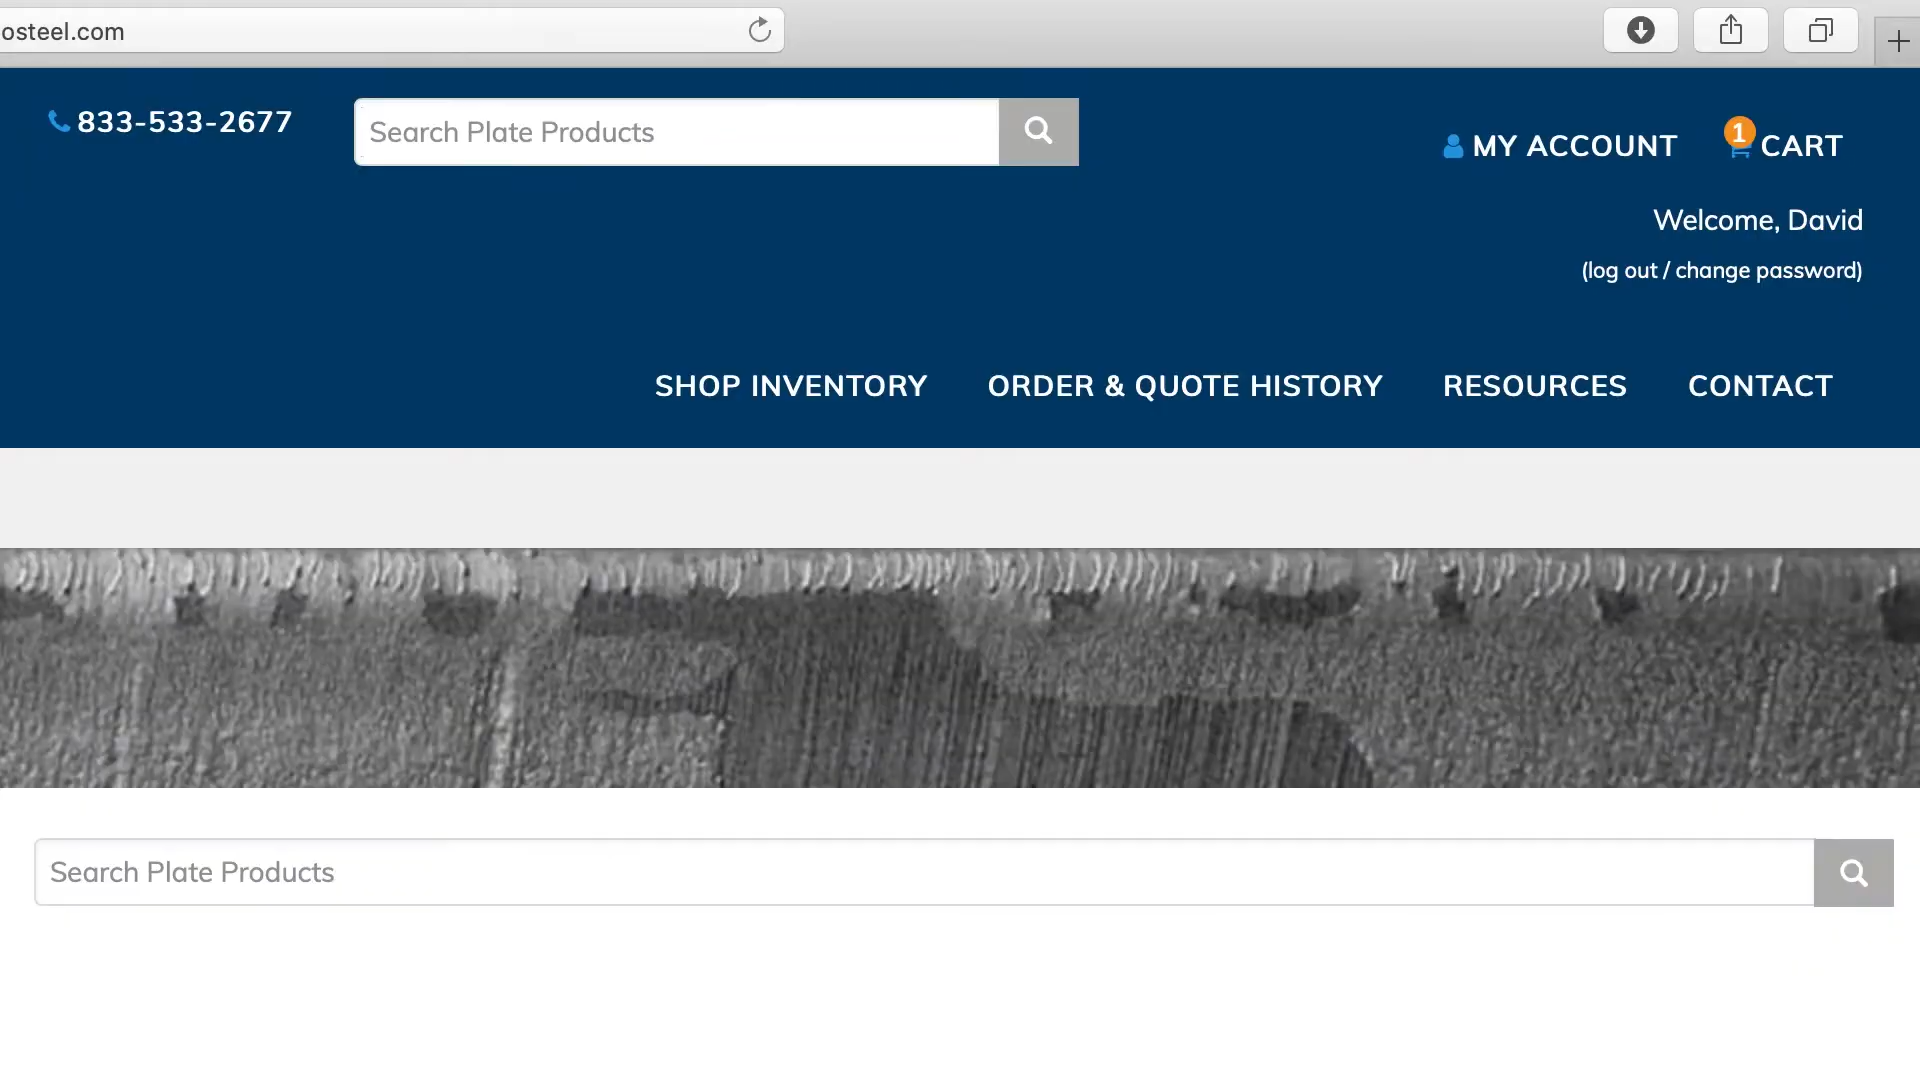 osteel.com
833-533-2677
Search Plate Products
MY ACCOUNT
1
CART
Welcome, David
(log out / change password)
SHOP INVENTORY
ORDER & QUOTE HISTORY
RESOURCES
CONTACT
Search Plate Products